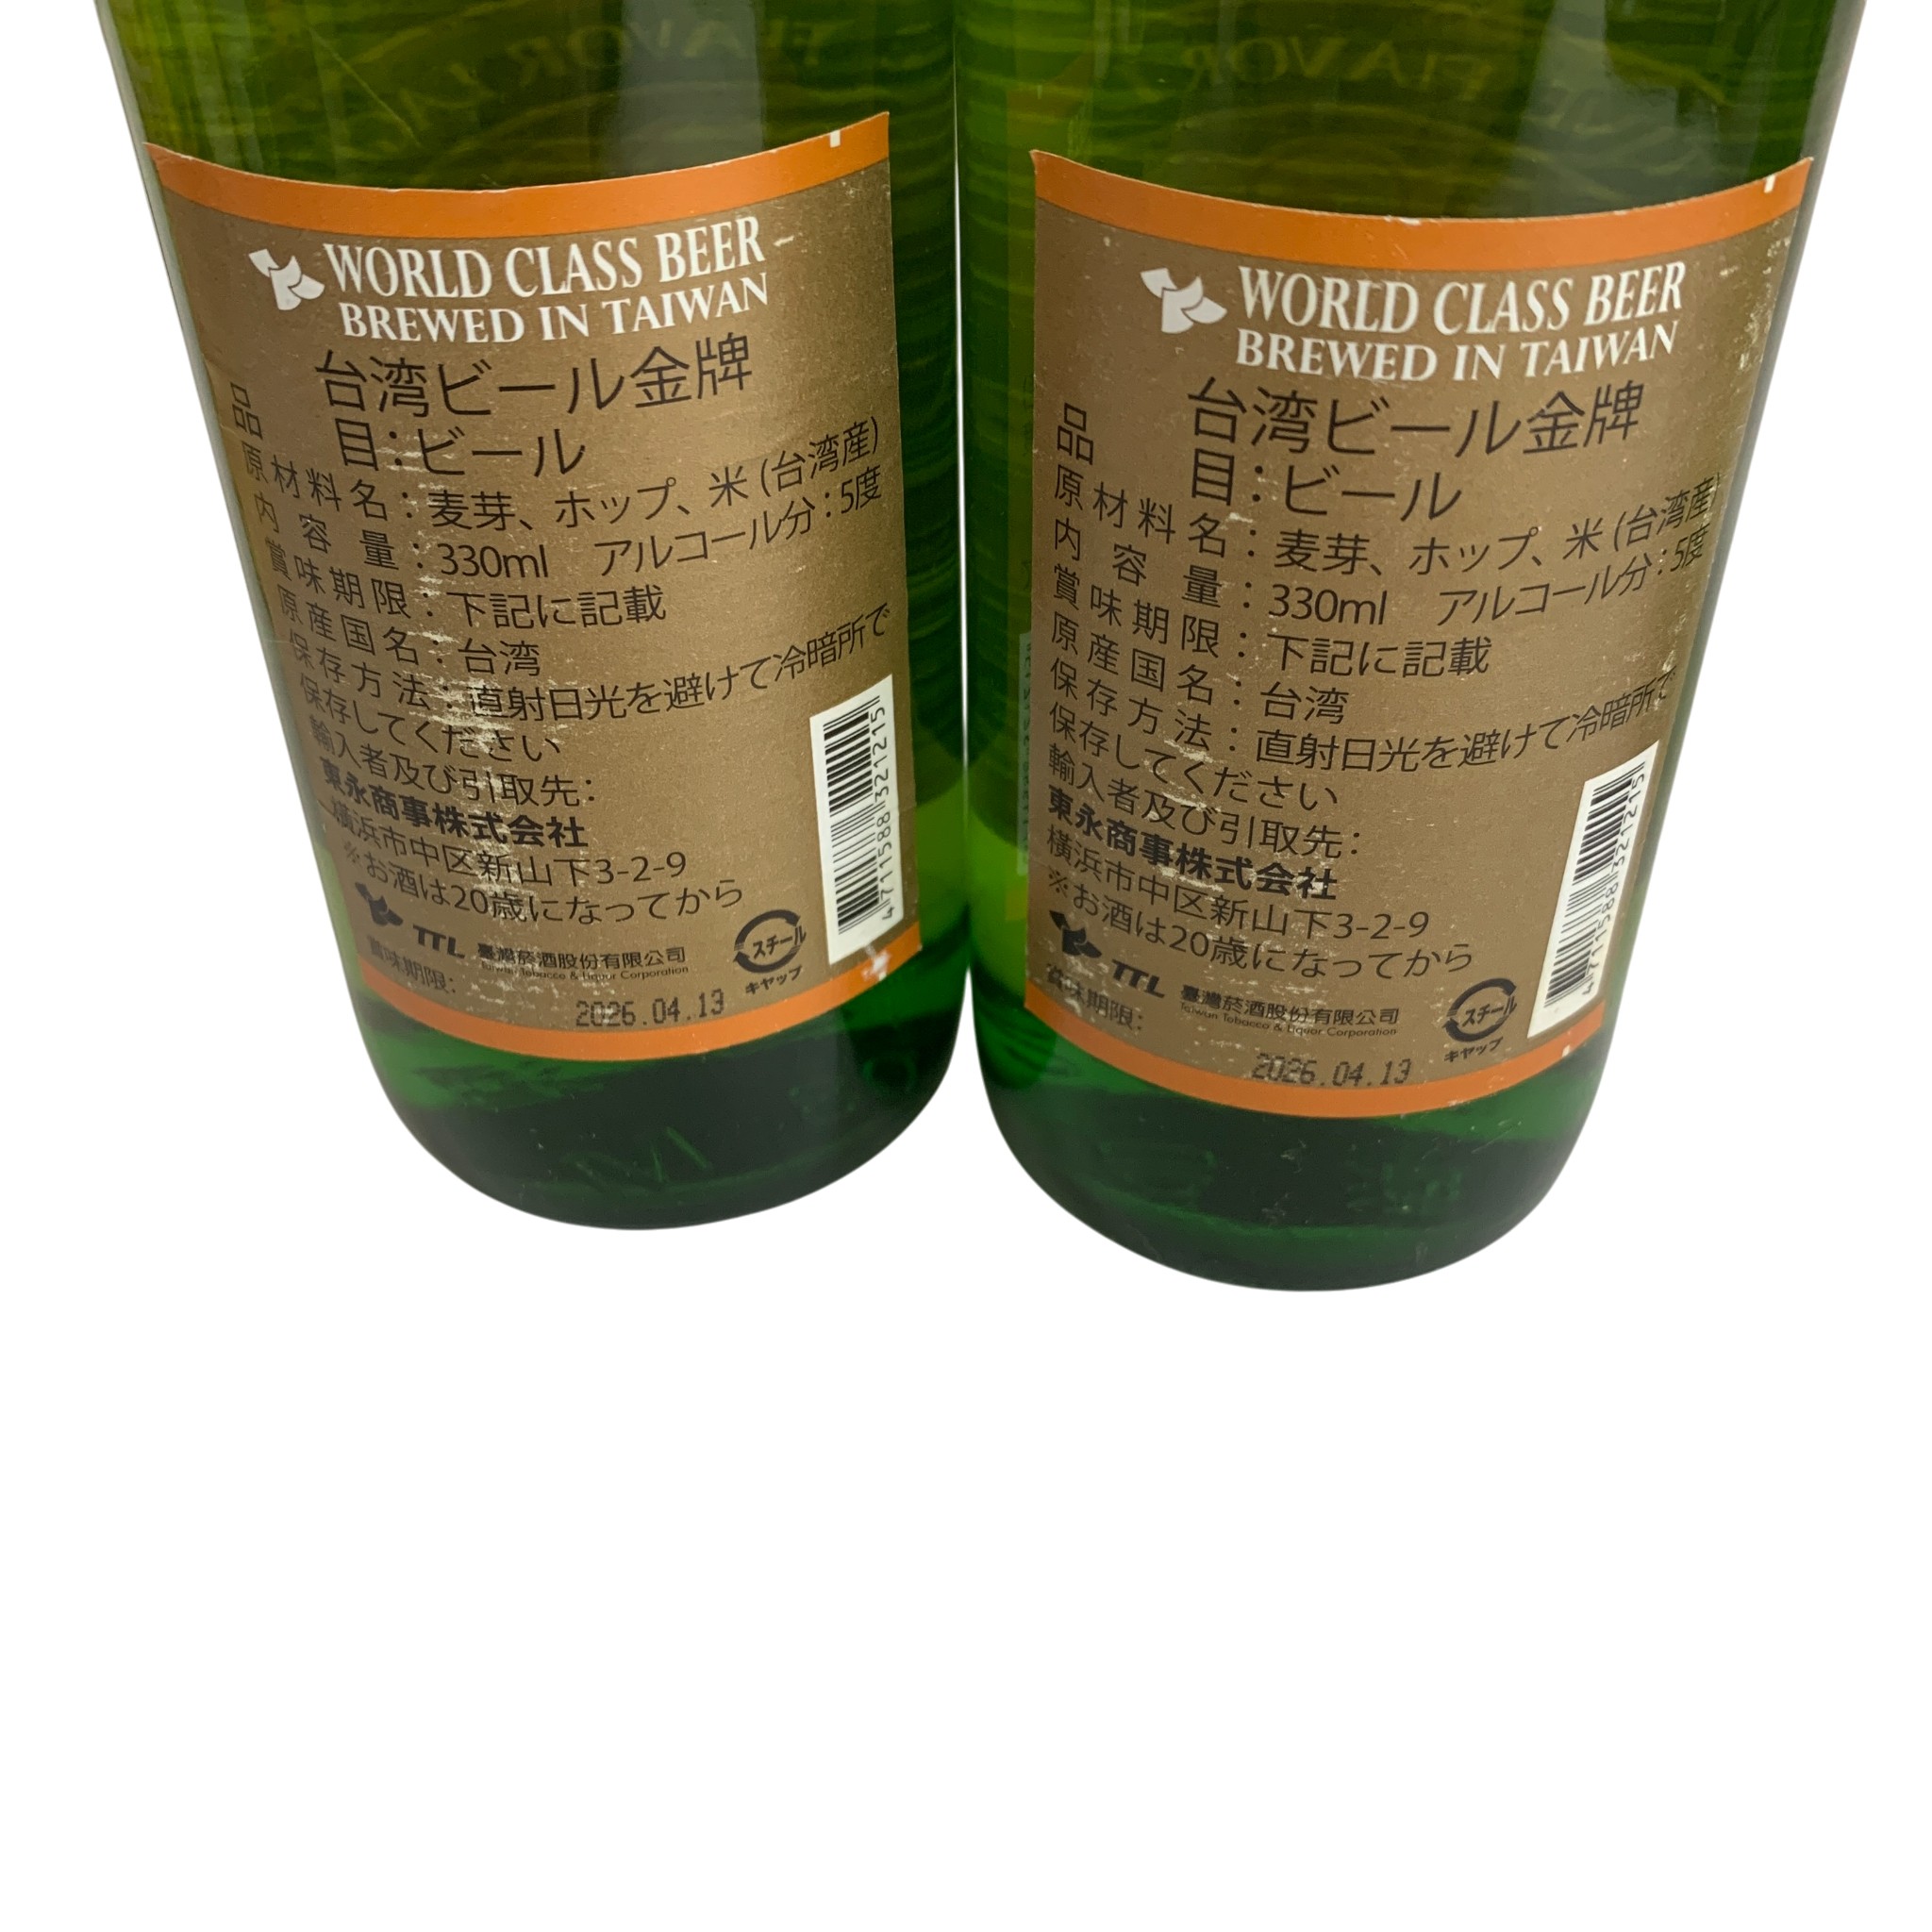 FLAVOR
WORLD CLASS BEER
BREWED IN TAIWAN
台湾ビール金牌
品目：ビール
原材料名：麦芽、ホップ、米(台湾産)
内容量：330ml アルコール分：5度
賞味期限：下記に記載
原産国名：台湾
保存方法：直射日光を避けて冷暗所で
保存してください
輸入者及び引取先：
東永商事株式会社
横浜市中区新山下3-2-9
※お酒は20歳になってから
TTL 臺灣菸酒股份有限公司
Taiwan Tobacco & Liquor Corporation
スチール
キャップ
賞味期限：
2026.04.13
4711588321215
FLAVOR
WORLD CLASS BEER
BREWED IN TAIWAN
台湾ビール金牌
品目：ビール
原材料名：麦芽、ホップ、米(台湾産)
内容量：330ml アルコール分：5度
賞味期限：下記に記載
原産国名：台湾
保存方法：直射日光を避けて冷暗所で
保存してください
輸入者及び引取先：
東永商事株式会社
横浜市中区新山下3-2-9
※お酒は20歳になってから
TTL 臺灣菸酒股份有限公司
Taiwan Tobacco & Liquor Corporation
スチール
キャップ
賞味期限：
2026.04.13
4711588321215